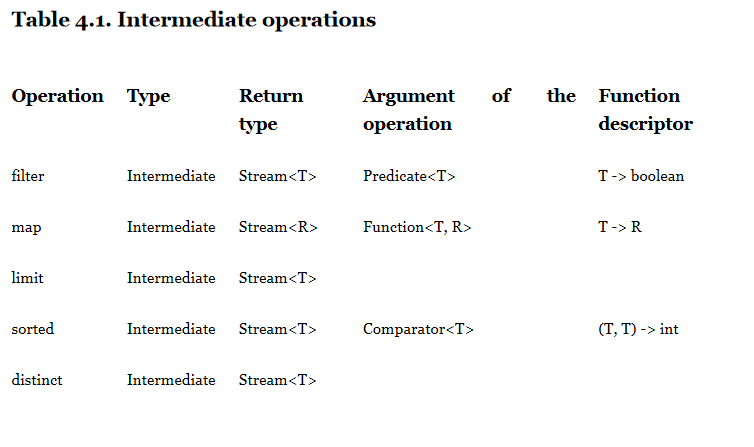 Table 4.1. Intermediate operations
Operation Type Return type Argument of the operation Function descriptor
filter Intermediate Stream<T> Predicate<T> T -> boolean
map Intermediate Stream<R> Function<T, R> T -> R
limit Intermediate Stream<T>
sorted Intermediate Stream<T> Comparator<T> (T, T) -> int
distinct Intermediate Stream<T>